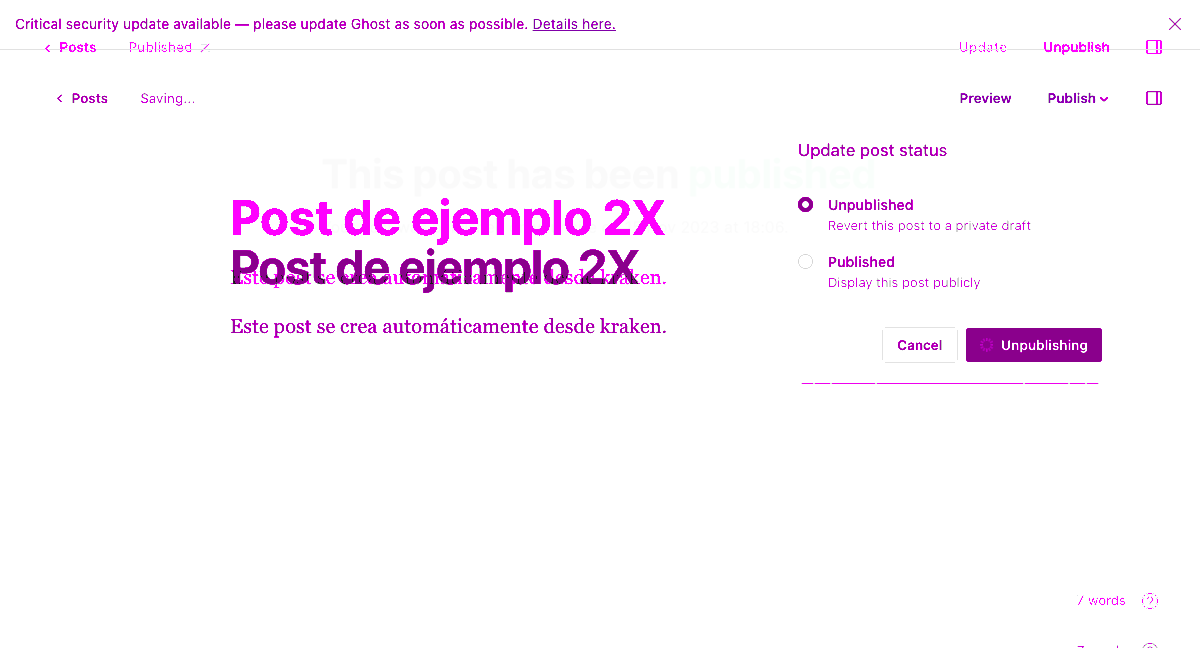 Critical security update available — please update Ghost as soon as possible. Details here.
Posts Published Update Unpublish
Posts Saving... Preview Publish
This post has been published
Update post status
Post de ejemplo 2X
Unpublished
Revert this post to a private draft
Post de ejemplo 2X
Este post se crea automáticamente desde kraken.
Published
Display this post publicly
Este post se crea automáticamente desde kraken.
Cancel Unpublishing
7 words